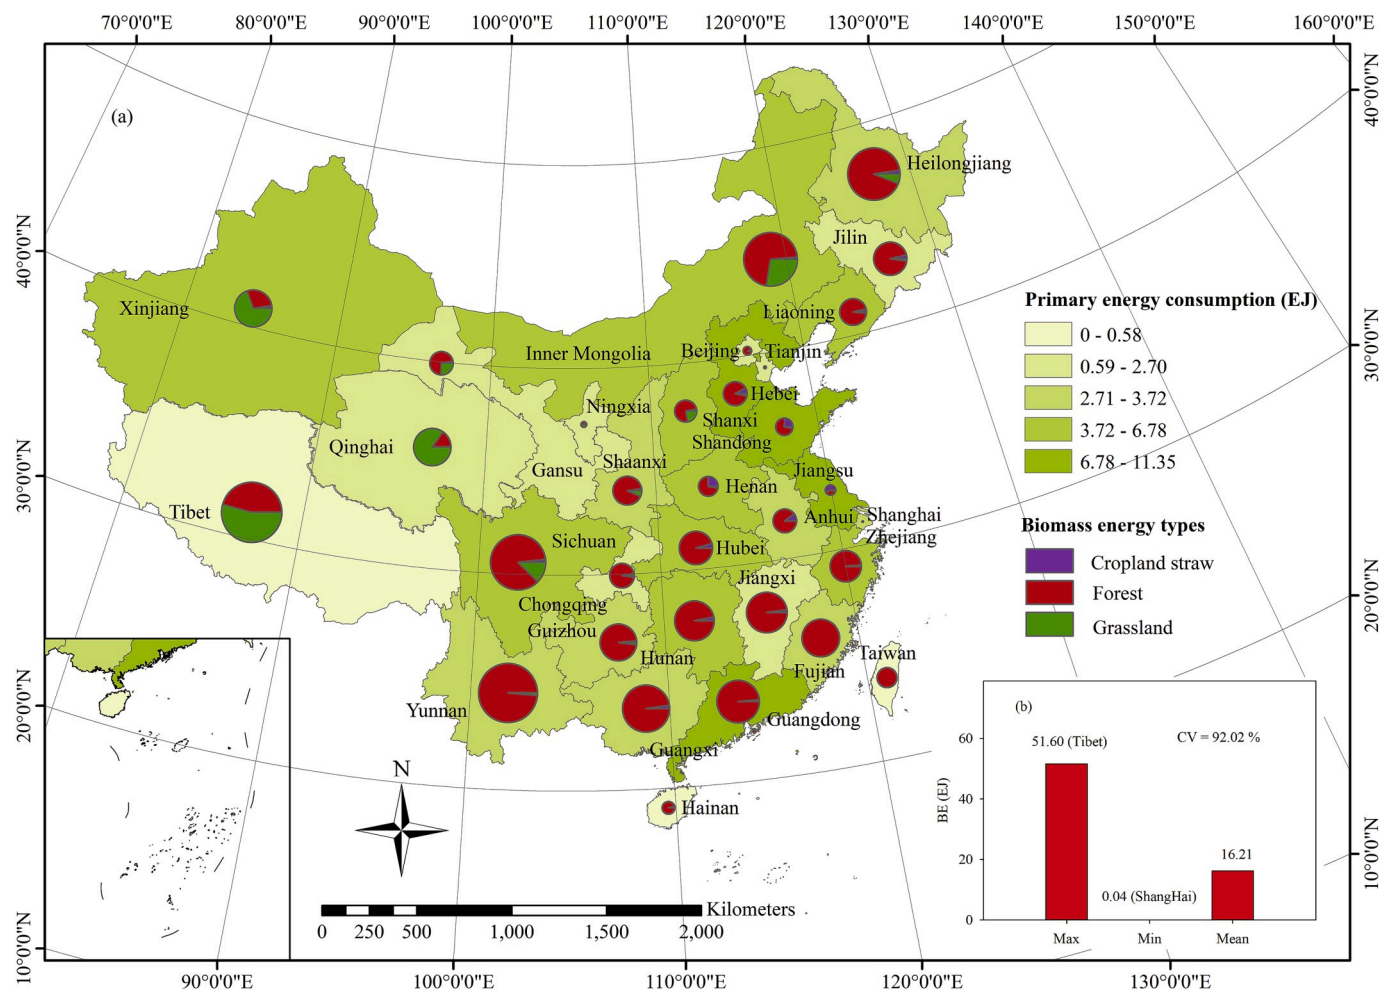 70°0'0"E 80°0'0"E 90°0'0"E 100°0'0"E 110°0'0"E 120°0'0"E 130°0'0"E 140°0'0"E 150°0'0"E 160°0'0"E
(a)
40°0'0"N
30°0'0"N
20°0'0"N
10°0'0"N
40°0'0"N
30°0'0"N
20°0'0"N
10°0'0"N
Heilongjiang
Jilin
Liaoning
Xinjiang
Inner Mongolia
Beijing
Tianjin
Hebei
Ningxia
Shanxi
Shandong
Qinghai
Gansu
Shaanxi
Jiangsu
Henan
Tibet
Anhui
Shanghai
Zhejiang
Sichuan
Hubei
Jiangxi
Chongqing
Guizhou
Hunan
Fujian
Taiwan
Yunnan
Guangdong
Guangxi
Hainan
Primary energy consumption (EJ)
0 - 0.58
0.59 - 2.70
2.71 - 3.72
3.72 - 6.78
6.78 - 11.35
Biomass energy types
Cropland straw
Forest
Grassland
N
Kilometers
0 250 500 1,000 1,500 2,000
(b)
CV = 92.02 %
51.60 (Tibet)
0.04 (ShangHai)
16.21
BE (EJ)
60
40
20
0
Max Min Mean
90°0'0"E 100°0'0"E 110°0'0"E 120°0'0"E 130°0'0"E